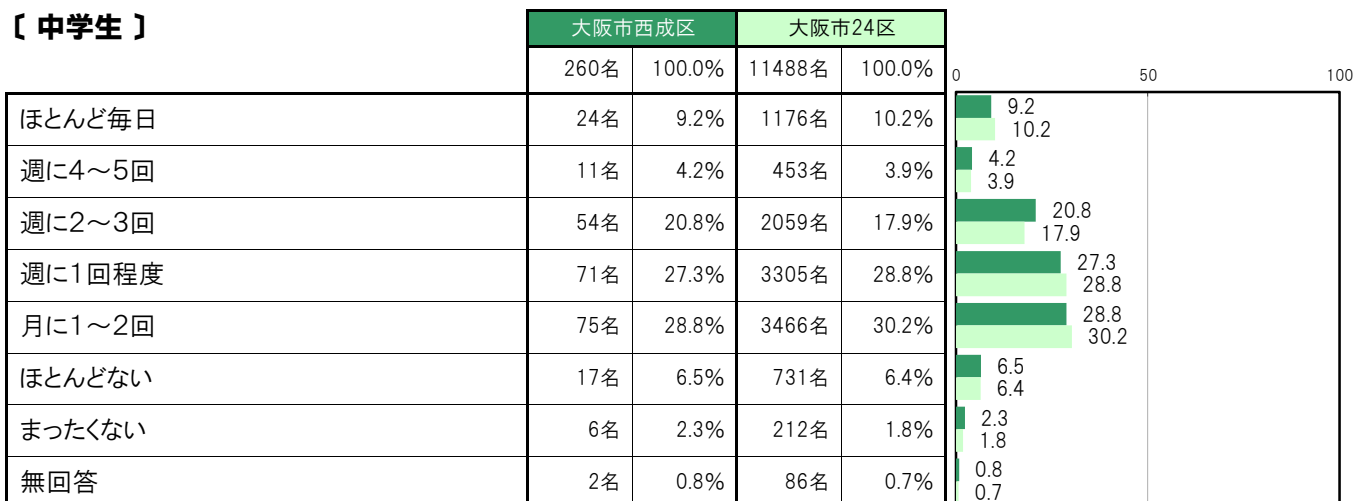 〔 中学生 〕
大阪市西成区 大阪市24区
260名 100.0% 11488名 100.0%
0 50 100
ほとんど毎日 24名 9.2% 1176名 10.2% 9.2
10.2
週に4～5回 11名 4.2% 453名 3.9% 4.2
3.9
週に2～3回 54名 20.8% 2059名 17.9% 20.8
17.9
週に1回程度 71名 27.3% 3305名 28.8% 27.3
28.8
月に1～2回 75名 28.8% 3466名 30.2% 28.8
30.2
ほとんどない 17名 6.5% 731名 6.4% 6.5
6.4
まったくない 6名 2.3% 212名 1.8% 2.3
1.8
無回答 2名 0.8% 86名 0.7% 0.8
0.7